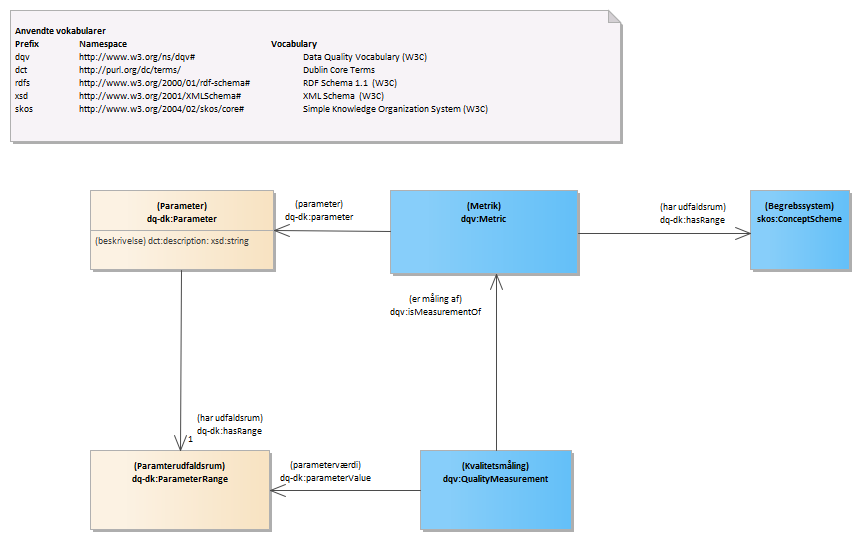 Anvendte vokabularer
Prefix Namespace Vocabulary
dqv http://www.w3.org/ns/dqv# Data Quality Vocabulary (W3C)
dct http://purl.org/dc/terms/ Dublin Core Terms
rdfs http://www.w3.org/2000/01/rdf-schema# RDF Schema 1.1 (W3C)
xsd http://www.w3.org/2001/XMLSchema# XML Schema (W3C)
skos http://www.w3.org/2004/02/skos/core# Simple Knowledge Organization System (W3C)
(Parameter)
dq-dk:Parameter
(beskrivelse) dct:description: xsd:string
(parameter)
dq-dk:parameter
(Metrik)
dqv:Metric
(har udfaldsrum)
dq-dk:hasRange
(Begrebssystem)
skos:ConceptScheme
(er måling af)
dqv:isMeasurementOf
(har udfaldsrum)
dq-dk:hasRange
1
(Paramterudfaldsrum)
dq-dk:ParameterRange
(parameterværdi)
dq-dk:parameterValue
(Kvalitetsmåling)
dqv:QualityMeasurement